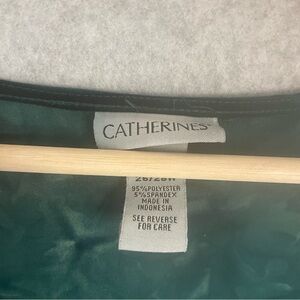 CATHERINES®
26/28W
95%POLYESTER
5%SPANDEX
MADE IN
INDONESIA
SEE REVERSE
FOR CARE